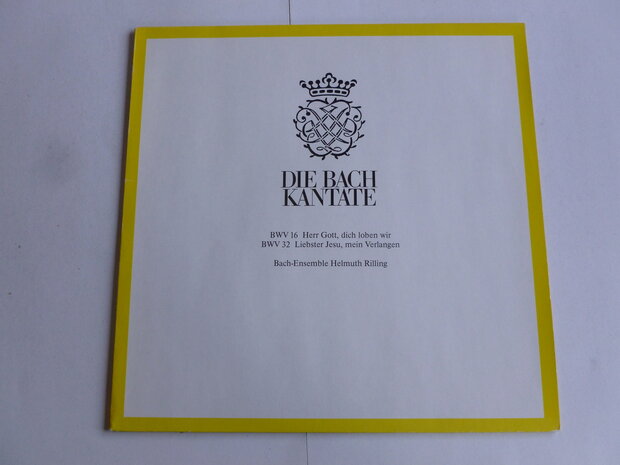 DIE BACH
KANTATE
BWV 16 Herr Gott, dich loben wir
BWV 32 Liebster Jesu, mein Verlangen
Bach-Ensemble Helmuth Rilling